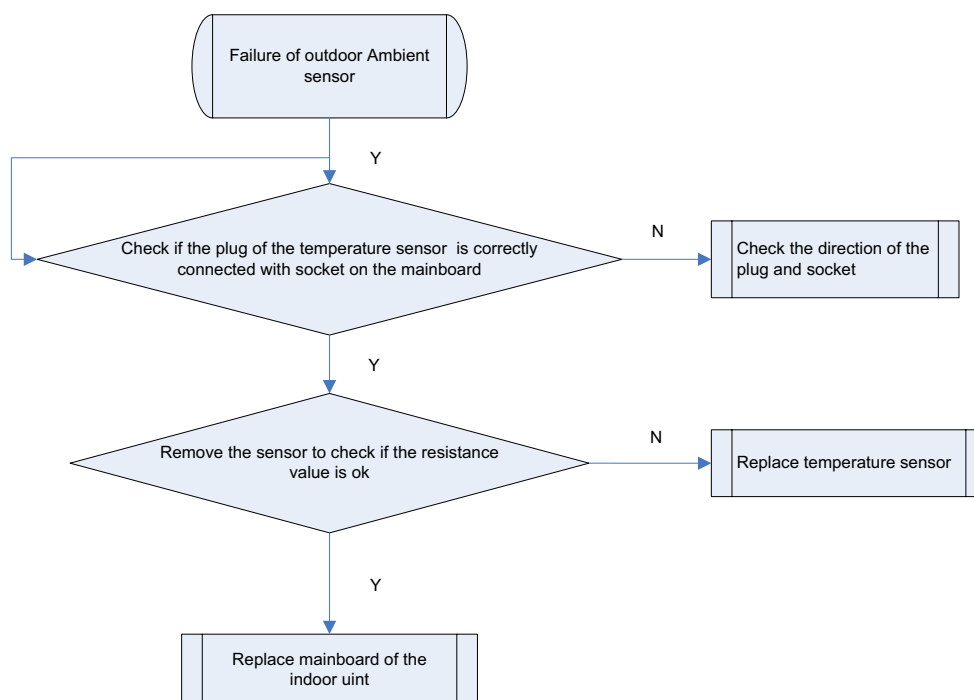 Failure of outdoor Ambient
sensor
Y
Check if the plug of the temperature sensor is correctly
connected with socket on the mainboard
N
Check the direction of the
plug and socket
Y
Remove the sensor to check if the resistance
value is ok
N
Replace temperature sensor
Y
Replace mainboard of the
indoor uint